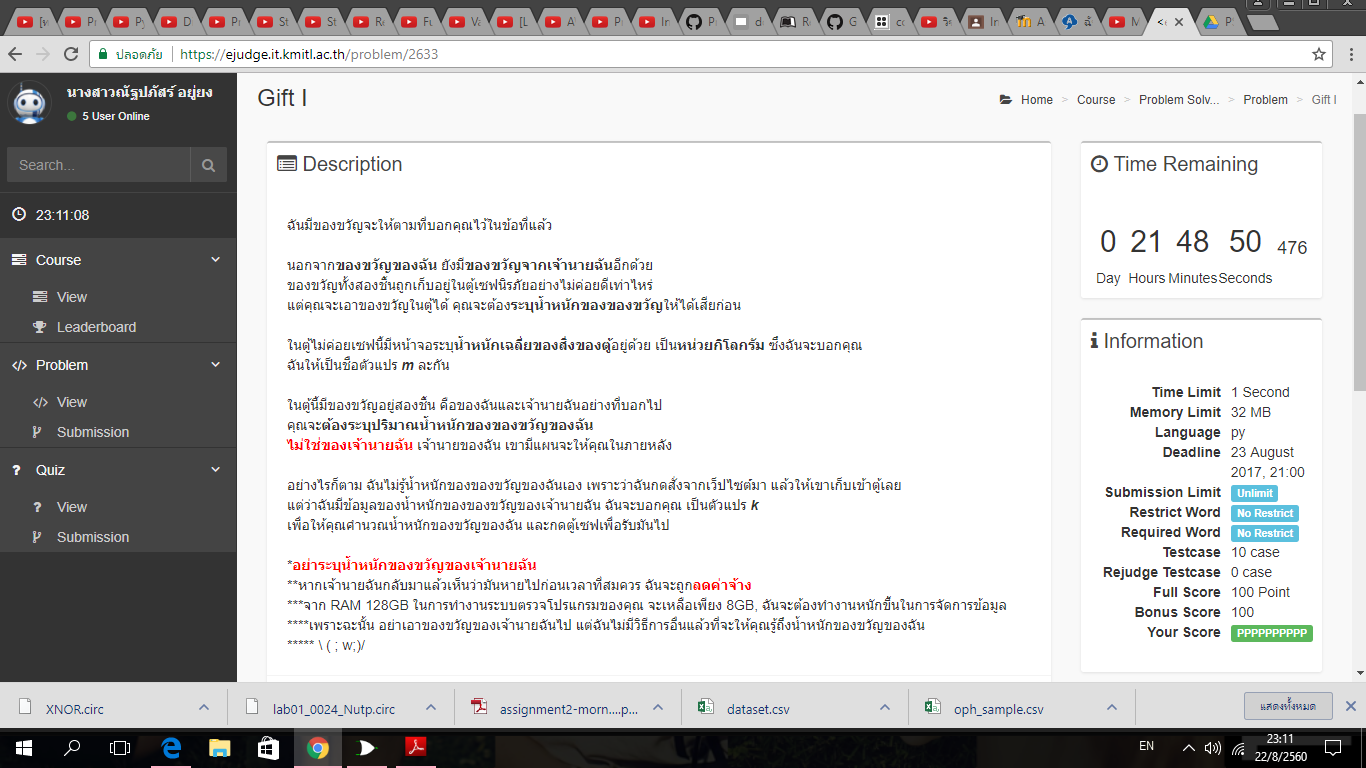 ปลอดภัย
https://ejudge.it.kmitl.ac.th/problem/2633
นางสาวณัฐปภัสร์ อยู่ยง
5 User Online
Search...
23:11:08
Course
View
Leaderboard
Problem
View
Submission
Quiz
View
Submission
Gift I
Home > Course > Problem Solv... > Problem > Gift I
Description
ฉันมีของขวัญจะให้ตามที่บอกคุณไว้ในข้อที่แล้ว
นอกจากของขวัญของฉัน ยังมีของขวัญจากเจ้านายฉันอีกด้วย
ของขวัญทั้งสองชิ้นถูกเก็บอยู่ในตู้เซฟนิรภัยอย่างไม่ค่อยดีเท่าไหร่
แต่คุณจะเอาของขวัญในตู้ได้ คุณจะต้องระบุน้ำหนักของของขวัญให้ได้เสียก่อน
ในตู้ไม่ค่อยเซฟนี้มีหน้าจอระบุน้ำหนักเฉลี่ยของสิ่งของตู้อยู่ด้วย เป็นหน่วยกิโลกรัม ซึ่งฉันจะบอกคุณ
ฉันให้เป็นชื่อตัวแปร m ละกัน
ในตู้นี้มีของขวัญอยู่สองชิ้น คือของฉันและเจ้านายฉันอย่างที่บอกไป
คุณจะต้องระบุปริมาณน้ำหนักของของขวัญของฉัน
ไม่ใช่ของเจ้านายฉัน เจ้านายของฉัน เขามีแผนจะให้คุณในภายหลัง
อย่างไรก็ตาม ฉันไม่รู้น้ำหนักของของขวัญของฉันเอง เพราะว่าฉันกดสั่งจากเว็ปไซต์มา แล้วให้เขาเก็บเข้าตู้เลย
แต่ว่าฉันมีข้อมูลของน้ำหนักของของขวัญของเจ้านายฉัน ฉันจะบอกคุณ เป็นตัวแปร k
เพื่อให้คุณคำนวณน้ำหนักของขวัญของฉัน และกดตู้เซฟเพื่อรับมันไป
*อย่าระบุน้ำหนักของขวัญของเจ้านายฉัน
**หากเจ้านายฉันกลับมาแล้วเห็นว่ามันหายไปก่อนเวลาที่สมควร ฉันจะถูกลดค่าจ้าง
***จาก RAM 128GB ในการทำงานระบบตรวจโปรแกรมของคุณ จะเหลือเพียง 8GB, ฉันจะต้องทำงานหนักขึ้นในการจัดการข้อมูล
****เพราะฉะนั้น อย่าเอาของขวัญของเจ้านายฉันไป แต่ฉันไม่มีวิธีการอื่นแล้วที่จะให้คุณรู้ถึงน้ำหนักของขวัญของฉัน
***** \ ( ; w;)/
Time Remaining
0 21 48 50 476
Day Hours Minutes Seconds
Information
Time Limit 1 Second
Memory Limit 32 MB
Language py
Deadline 23 August
2017, 21:00
Submission Limit Unlimit
Restrict Word No Restrict
Required Word No Restrict
Testcase 10 case
Rejudge Testcase 0 case
Full Score 100 Point
Bonus Score 100
Your Score PPPPPPPPPP
XNOR.circ
lab01_0024_Nutp.circ
assignment2-morn....p...
dataset.csv
oph_sample.csv
แสดงทั้งหมด
EN
23:11
22/8/2560